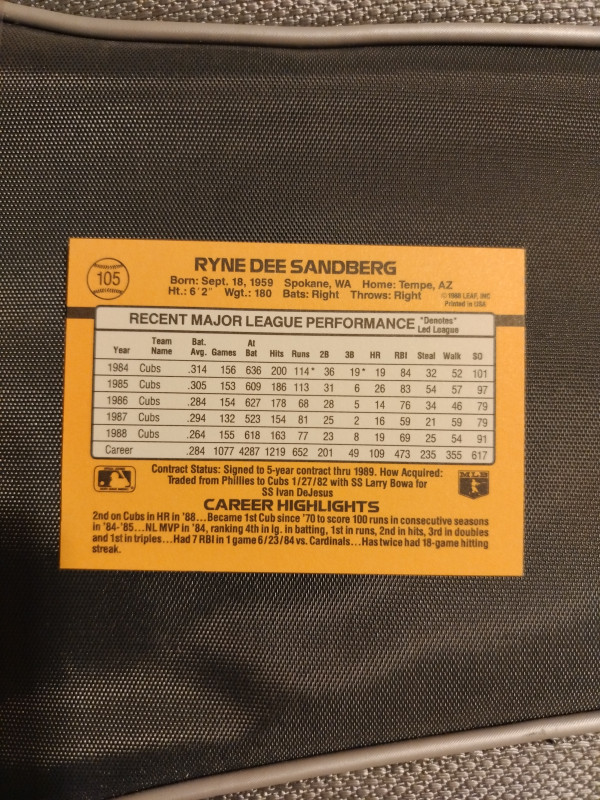 105
RYNE DEE SANDBERG
Born: Sept. 18, 1959 Spokane, WA Home: Tempe, AZ
Ht.: 6'2" Wgt.: 180 Bats: Right Throws: Right
© 1988 LEAF, INC
Printed in USA
RECENT MAJOR LEAGUE PERFORMANCE *Denotes* Led League
Year Team Name Bat. Avg. Games At Bat Hits Runs 2B 3B HR RBI Steal Walk SO
1984 Cubs .314 156 636 200 114* 36 19* 19 84 32 52 101
1985 Cubs .305 153 609 186 113 31 6 26 83 54 57 97
1986 Cubs .284 154 627 178 68 28 5 14 76 34 46 79
1987 Cubs .294 132 523 154 81 25 2 16 59 21 59 79
1988 Cubs .264 155 618 163 77 23 8 19 69 25 54 91
Career .284 1077 4287 1219 652 201 49 109 473 235 355 617
Contract Status: Signed to 5-year contract thru 1989. How Acquired:
Traded from Phillies to Cubs 1/27/82 with SS Larry Bowa for
SS Ivan DeJesus
MLB
CAREER HIGHLIGHTS
2nd on Cubs in HR in '88...Became 1st Cub since '70 to score 100 runs in consecutive seasons
in '84-'85...NL MVP in '84, ranking 4th in lg. in batting, 1st in runs, 2nd in hits, 3rd in doubles
and 1st in triples...Had 7 RBI in 1 game 6/23/84 vs. Cardinals...Has twice had 18-game hitting
streak.